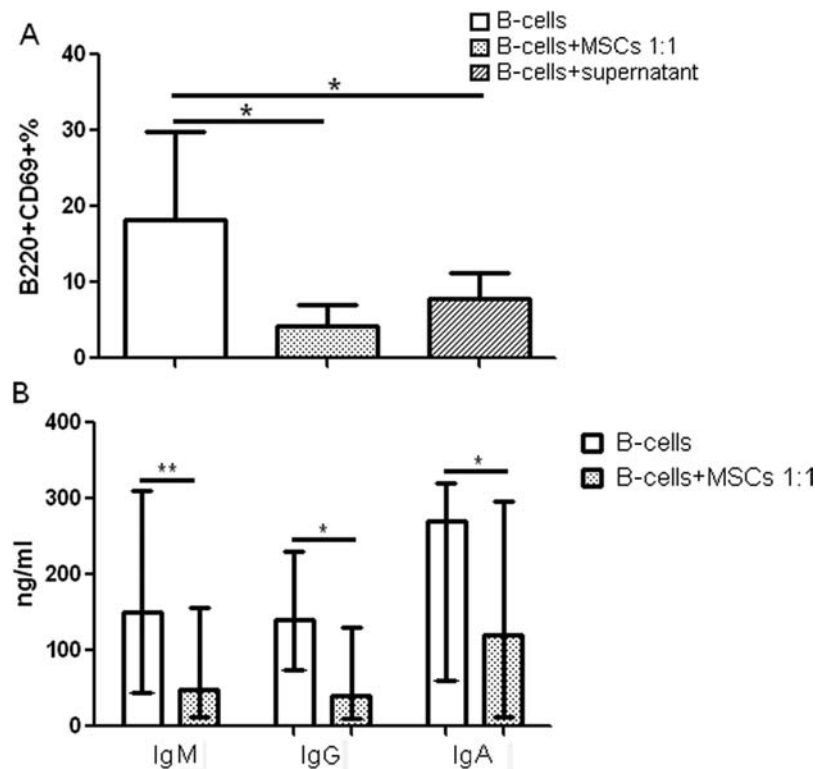 A
B-cells
B-cells+MSCs 1:1
B-cells+supernatant
40
30
20
10
0
B220+CD69+%
*
*
B
400
300
200
100
0
ng/ml
**
*
*
B-cells
B-cells+MSCs 1:1
IgM IgG IgA